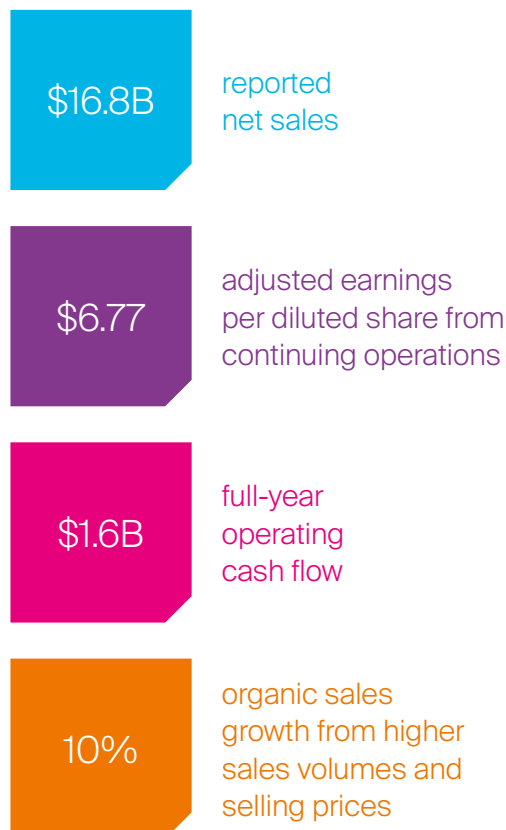 $16.8B
reported
net sales
$6.77
adjusted earnings
per diluted share from
continuing operations
$1.6B
full-year
operating
cash flow
10%
organic sales
growth from higher
sales volumes and
selling prices